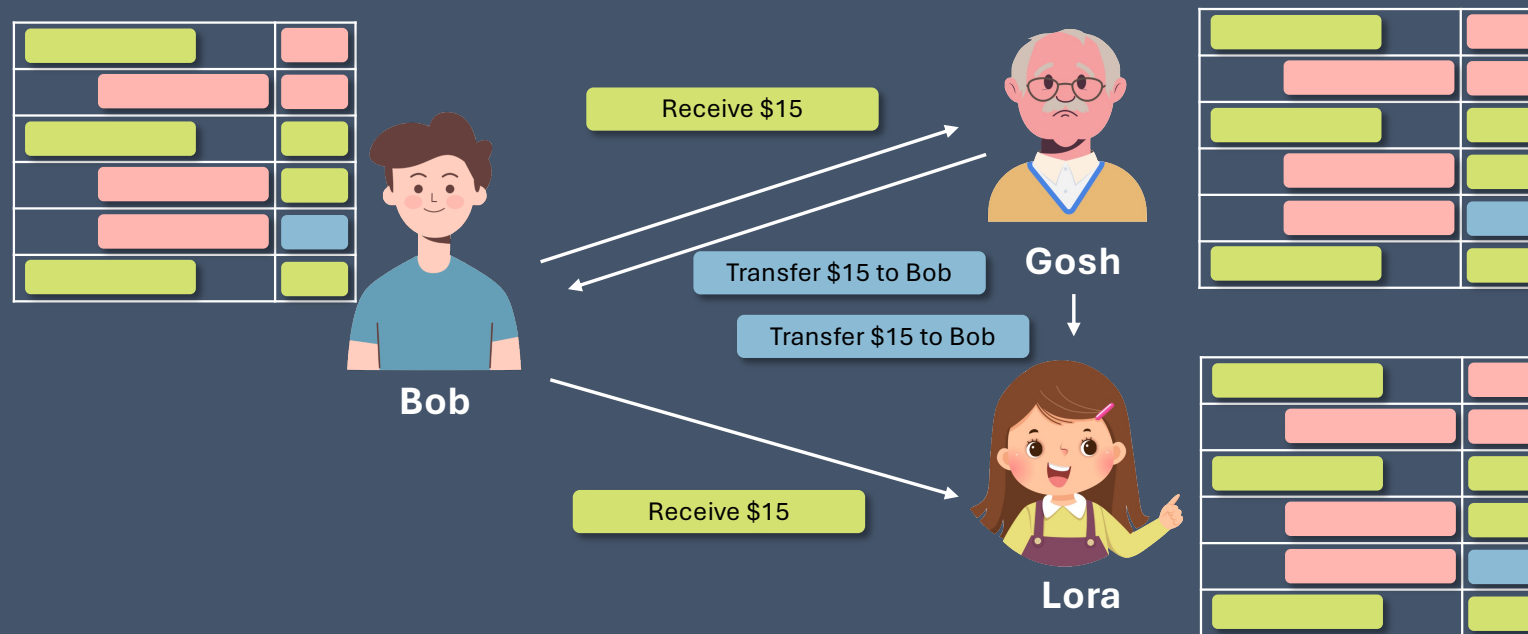 Receive $15
Transfer $15 to Bob
Gosh
Transfer $15 to Bob
Bob
Receive $15
Lora